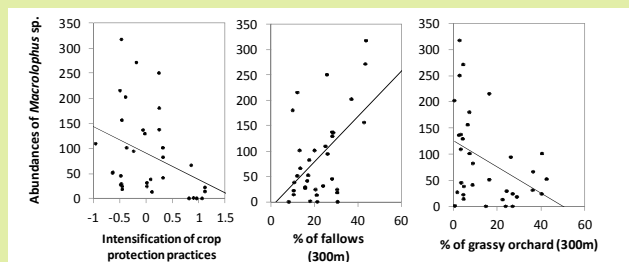 Abundances of Macrolophus sp.
350
300
250
200
150
100
50
0
-1 -0.5 0 0.5 1 1.5
Intensification of crop
protection practices
350
300
250
200
150
100
50
0
0 20 40 60
% of fallows
(300m)
350
300
250
200
150
100
50
0
0 20 40 60
% of grassy orchard (300m)